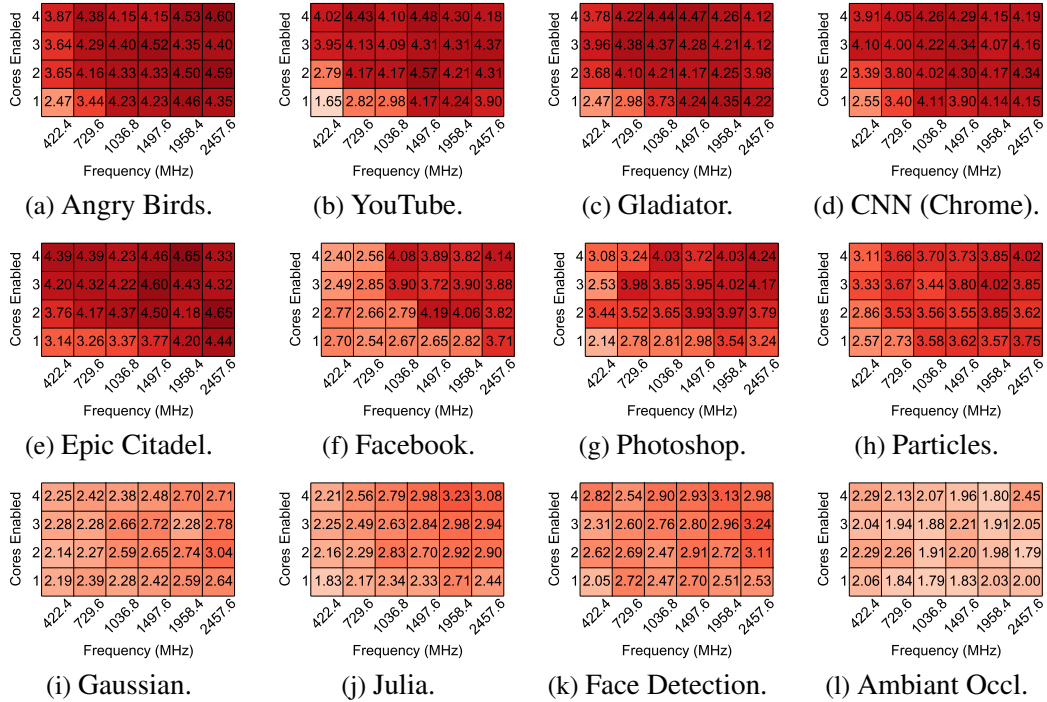 Cores Enabled
4 3.87 4.38 4.15 4.15 4.53 4.60
3 3.64 4.29 4.40 4.52 4.35 4.40
2 3.65 4.16 4.33 4.33 4.50 4.59
1 2.47 3.44 4.23 4.23 4.46 4.35
422.4 729.6 1036.8 1497.6 1958.4 2457.6
Frequency (MHz)
(a) Angry Birds.
Cores Enabled
4 4.02 4.43 4.10 4.48 4.30 4.18
3 3.95 4.13 4.09 4.31 4.31 4.37
2 2.79 4.17 4.17 4.57 4.21 4.31
1 1.65 2.82 2.98 4.17 4.24 3.90
422.4 729.6 1036.8 1497.6 1958.4 2457.6
Frequency (MHz)
(b) YouTube.
Cores Enabled
4 3.78 4.22 4.44 4.47 4.26 4.12
3 3.96 4.38 4.37 4.28 4.21 4.12
2 3.68 4.10 4.21 4.17 4.25 3.98
1 2.47 2.98 3.73 4.24 4.35 4.22
422.4 729.6 1036.8 1497.6 1958.4 2457.6
Frequency (MHz)
(c) Gladiator.
Cores Enabled
4 3.91 4.05 4.26 4.29 4.15 4.19
3 4.10 4.00 4.22 4.34 4.07 4.16
2 3.39 3.80 4.02 4.30 4.17 4.34
1 2.55 3.40 4.11 3.90 4.14 4.15
422.4 729.6 1036.8 1497.6 1958.4 2457.6
Frequency (MHz)
(d) CNN (Chrome).
Cores Enabled
4 4.39 4.39 4.23 4.46 4.65 4.33
3 4.20 4.32 4.22 4.60 4.43 4.32
2 3.76 4.17 4.37 4.50 4.18 4.65
1 3.14 3.26 3.37 3.77 4.20 4.44
422.4 729.6 1036.8 1497.6 1958.4 2457.6
Frequency (MHz)
(e) Epic Citadel.
Cores Enabled
4 2.40 2.56 4.08 3.89 3.82 4.14
3 2.49 2.85 3.90 3.72 3.90 3.88
2 2.77 2.66 2.79 4.19 4.06 3.82
1 2.70 2.54 2.67 2.65 2.82 3.71
422.4 729.6 1036.8 1497.6 1958.4 2457.6
Frequency (MHz)
(f) Facebook.
Cores Enabled
4 3.08 3.24 4.03 3.72 4.03 4.24
3 2.53 3.98 3.85 3.95 4.02 4.17
2 3.44 3.52 3.65 3.93 3.97 3.79
1 2.14 2.78 2.81 2.98 3.54 3.24
422.4 729.6 1036.8 1497.6 1958.4 2457.6
Frequency (MHz)
(g) Photoshop.
Cores Enabled
4 3.11 3.66 3.70 3.73 3.85 4.02
3 3.33 3.67 3.44 3.80 4.02 3.85
2 2.86 3.53 3.56 3.55 3.85 3.62
1 2.57 2.73 3.58 3.62 3.57 3.75
422.4 729.6 1036.8 1497.6 1958.4 2457.6
Frequency (MHz)
(h) Particles.
Cores Enabled
4 2.25 2.42 2.38 2.48 2.70 2.71
3 2.28 2.28 2.66 2.72 2.28 2.78
2 2.14 2.27 2.59 2.65 2.74 3.04
1 2.19 2.39 2.28 2.42 2.59 2.64
422.4 729.6 1036.8 1497.6 1958.4 2457.6
Frequency (MHz)
(i) Gaussian.
Cores Enabled
4 2.21 2.56 2.79 2.98 3.23 3.08
3 2.25 2.49 2.63 2.84 2.98 2.94
2 2.16 2.29 2.83 2.70 2.92 2.90
1 1.83 2.17 2.34 2.33 2.71 2.44
422.4 729.6 1036.8 1497.6 1958.4 2457.6
Frequency (MHz)
(j) Julia.
Cores Enabled
4 2.82 2.54 2.90 2.93 3.13 2.98
3 2.31 2.60 2.76 2.80 2.96 3.24
2 2.62 2.69 2.47 2.91 2.72 3.11
1 2.05 2.72 2.47 2.70 2.51 2.53
422.4 729.6 1036.8 1497.6 1958.4 2457.6
Frequency (MHz)
(k) Face Detection.
Cores Enabled
4 2.29 2.13 2.07 1.96 1.80 2.45
3 2.04 1.94 1.88 2.21 1.91 2.05
2 2.29 2.26 1.91 2.20 1.98 1.79
1 2.06 1.84 1.79 1.83 2.03 2.00
422.4 729.6 1036.8 1497.6 1958.4 2457.6
Frequency (MHz)
(l) Ambiant Occl.